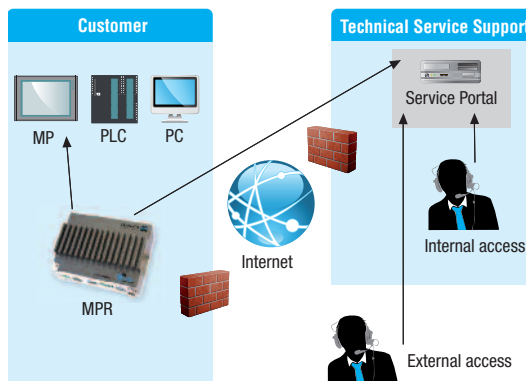 Customer
Technical Service Support
Service Portal
MP
PLC
PC
Internal access
Internet
MPR
External access